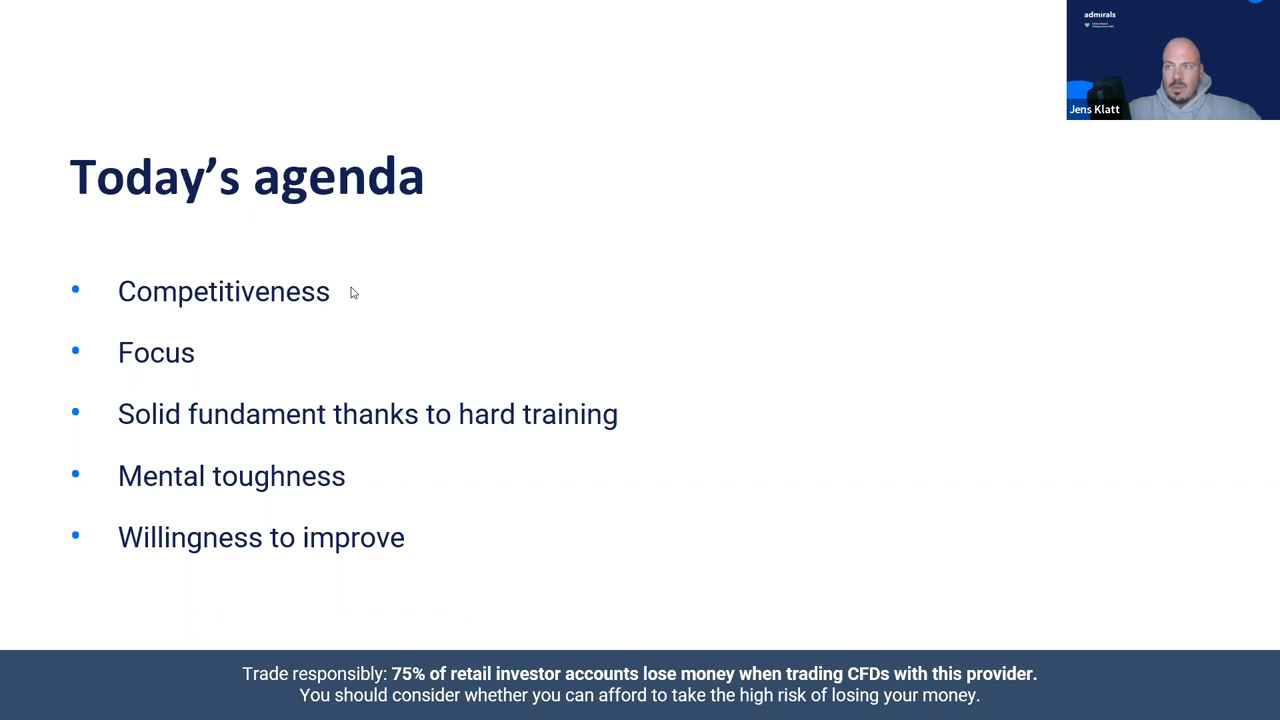 admirals
Jens Klatt
Today’s agenda
• Competitiveness
• Focus
• Solid fundament thanks to hard training
• Mental toughness
• Willingness to improve
Trade responsibly: 75% of retail investor accounts lose money when trading CFDs with this provider.
You should consider whether you can afford to take the high risk of losing your money.